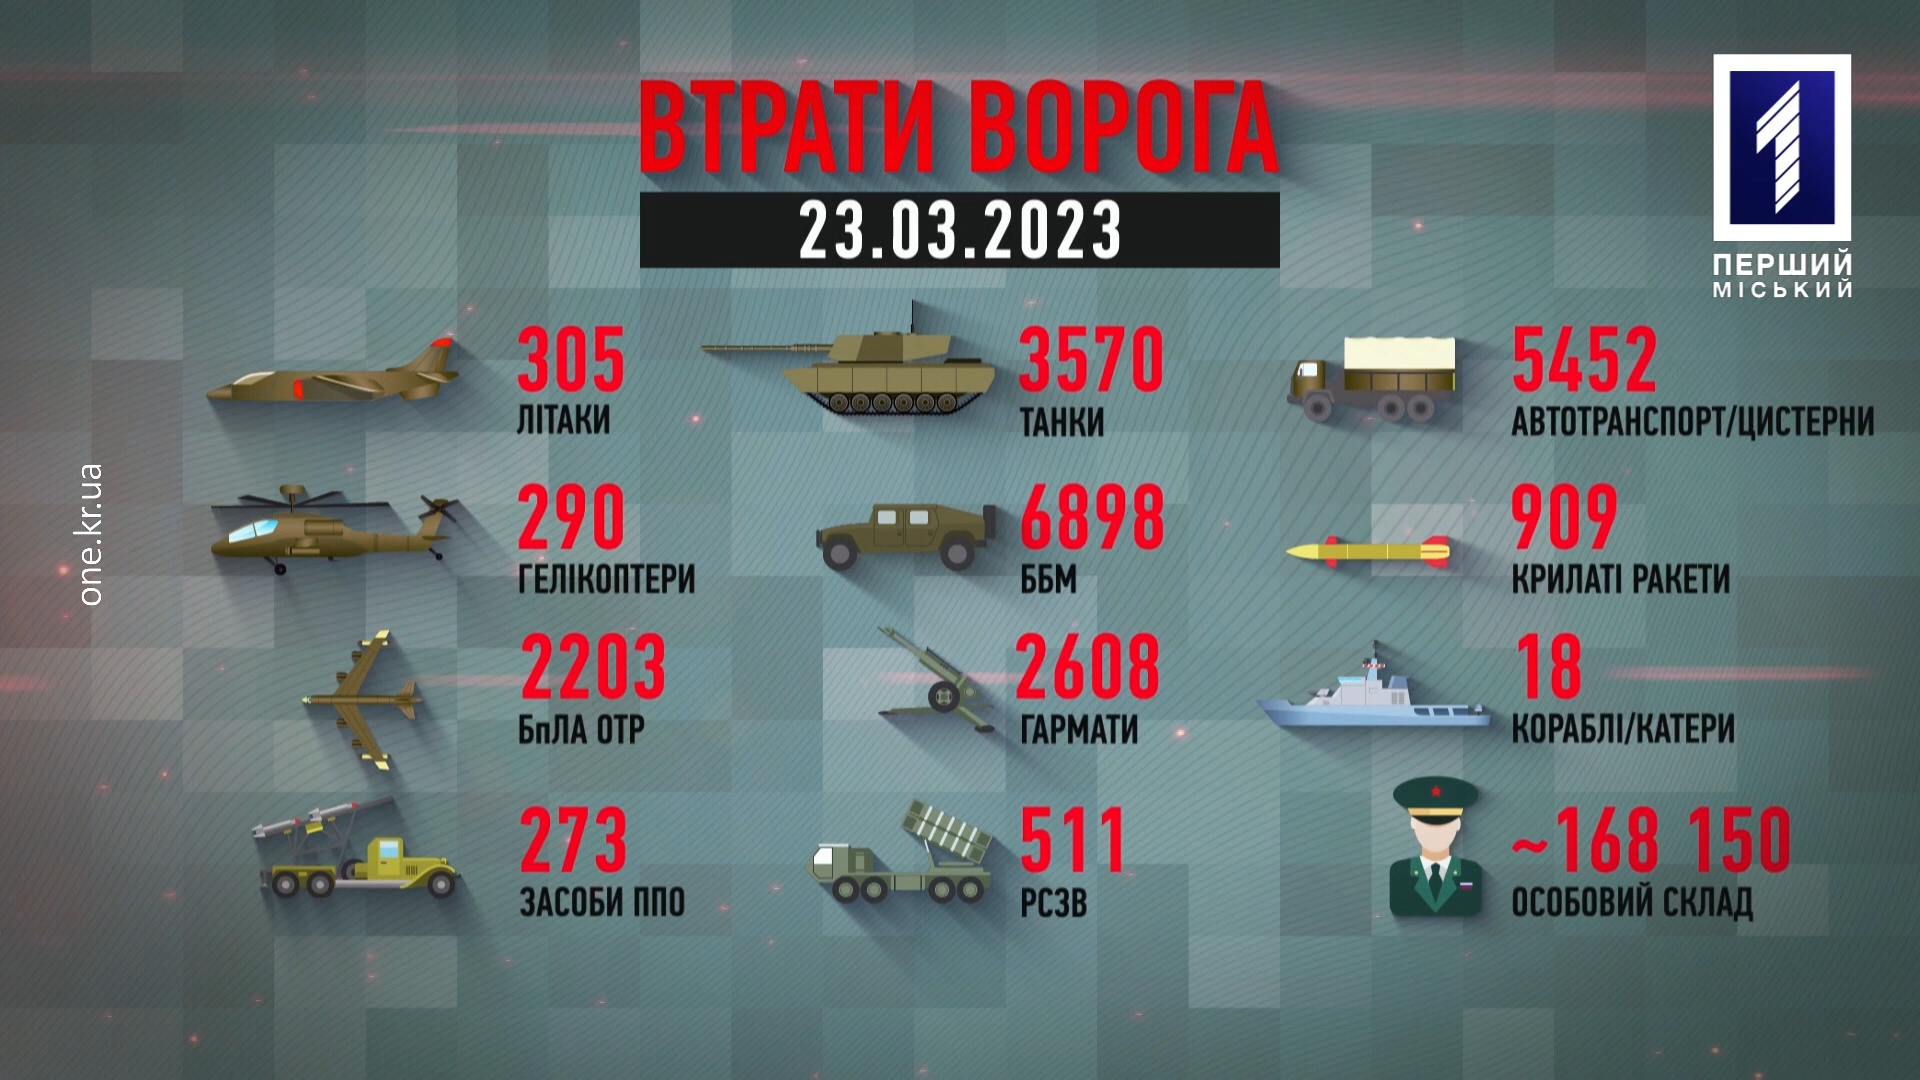 ВТРАТИ ВОРОГА
23.03.2023
ПЕРШИЙ
МІСЬКИЙ
one.kr.ua
305
ЛІТАКИ
3570
ТАНКИ
5452
АВТОТРАНСПОРТ/ЦИСТЕРНИ
290
ГЕЛІКОПТЕРИ
6898
ББМ
909
КРИЛАТІ РАКЕТИ
2203
БпЛА ОТР
2608
ГАРМАТИ
18
КОРАБЛІ/КАТЕРИ
273
ЗАСОБИ ППО
511
РСЗВ
~168 150
ОСОБОВИЙ СКЛАД